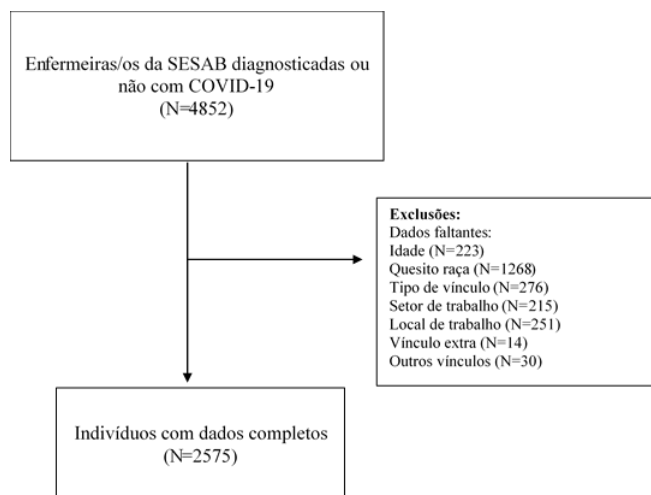 Enfermeiras/os da SESAB diagnosticadas ou
não com COVID-19
(N=4852)
Exclusões:
Dados faltantes:
Idade (N=223)
Quesito raça (N=1268)
Tipo de vínculo (N=276)
Setor de trabalho (N=215)
Local de trabalho (N=251)
Vínculo extra (N=14)
Outros vínculos (N=30)
Indivíduos com dados completos
(N=2575)